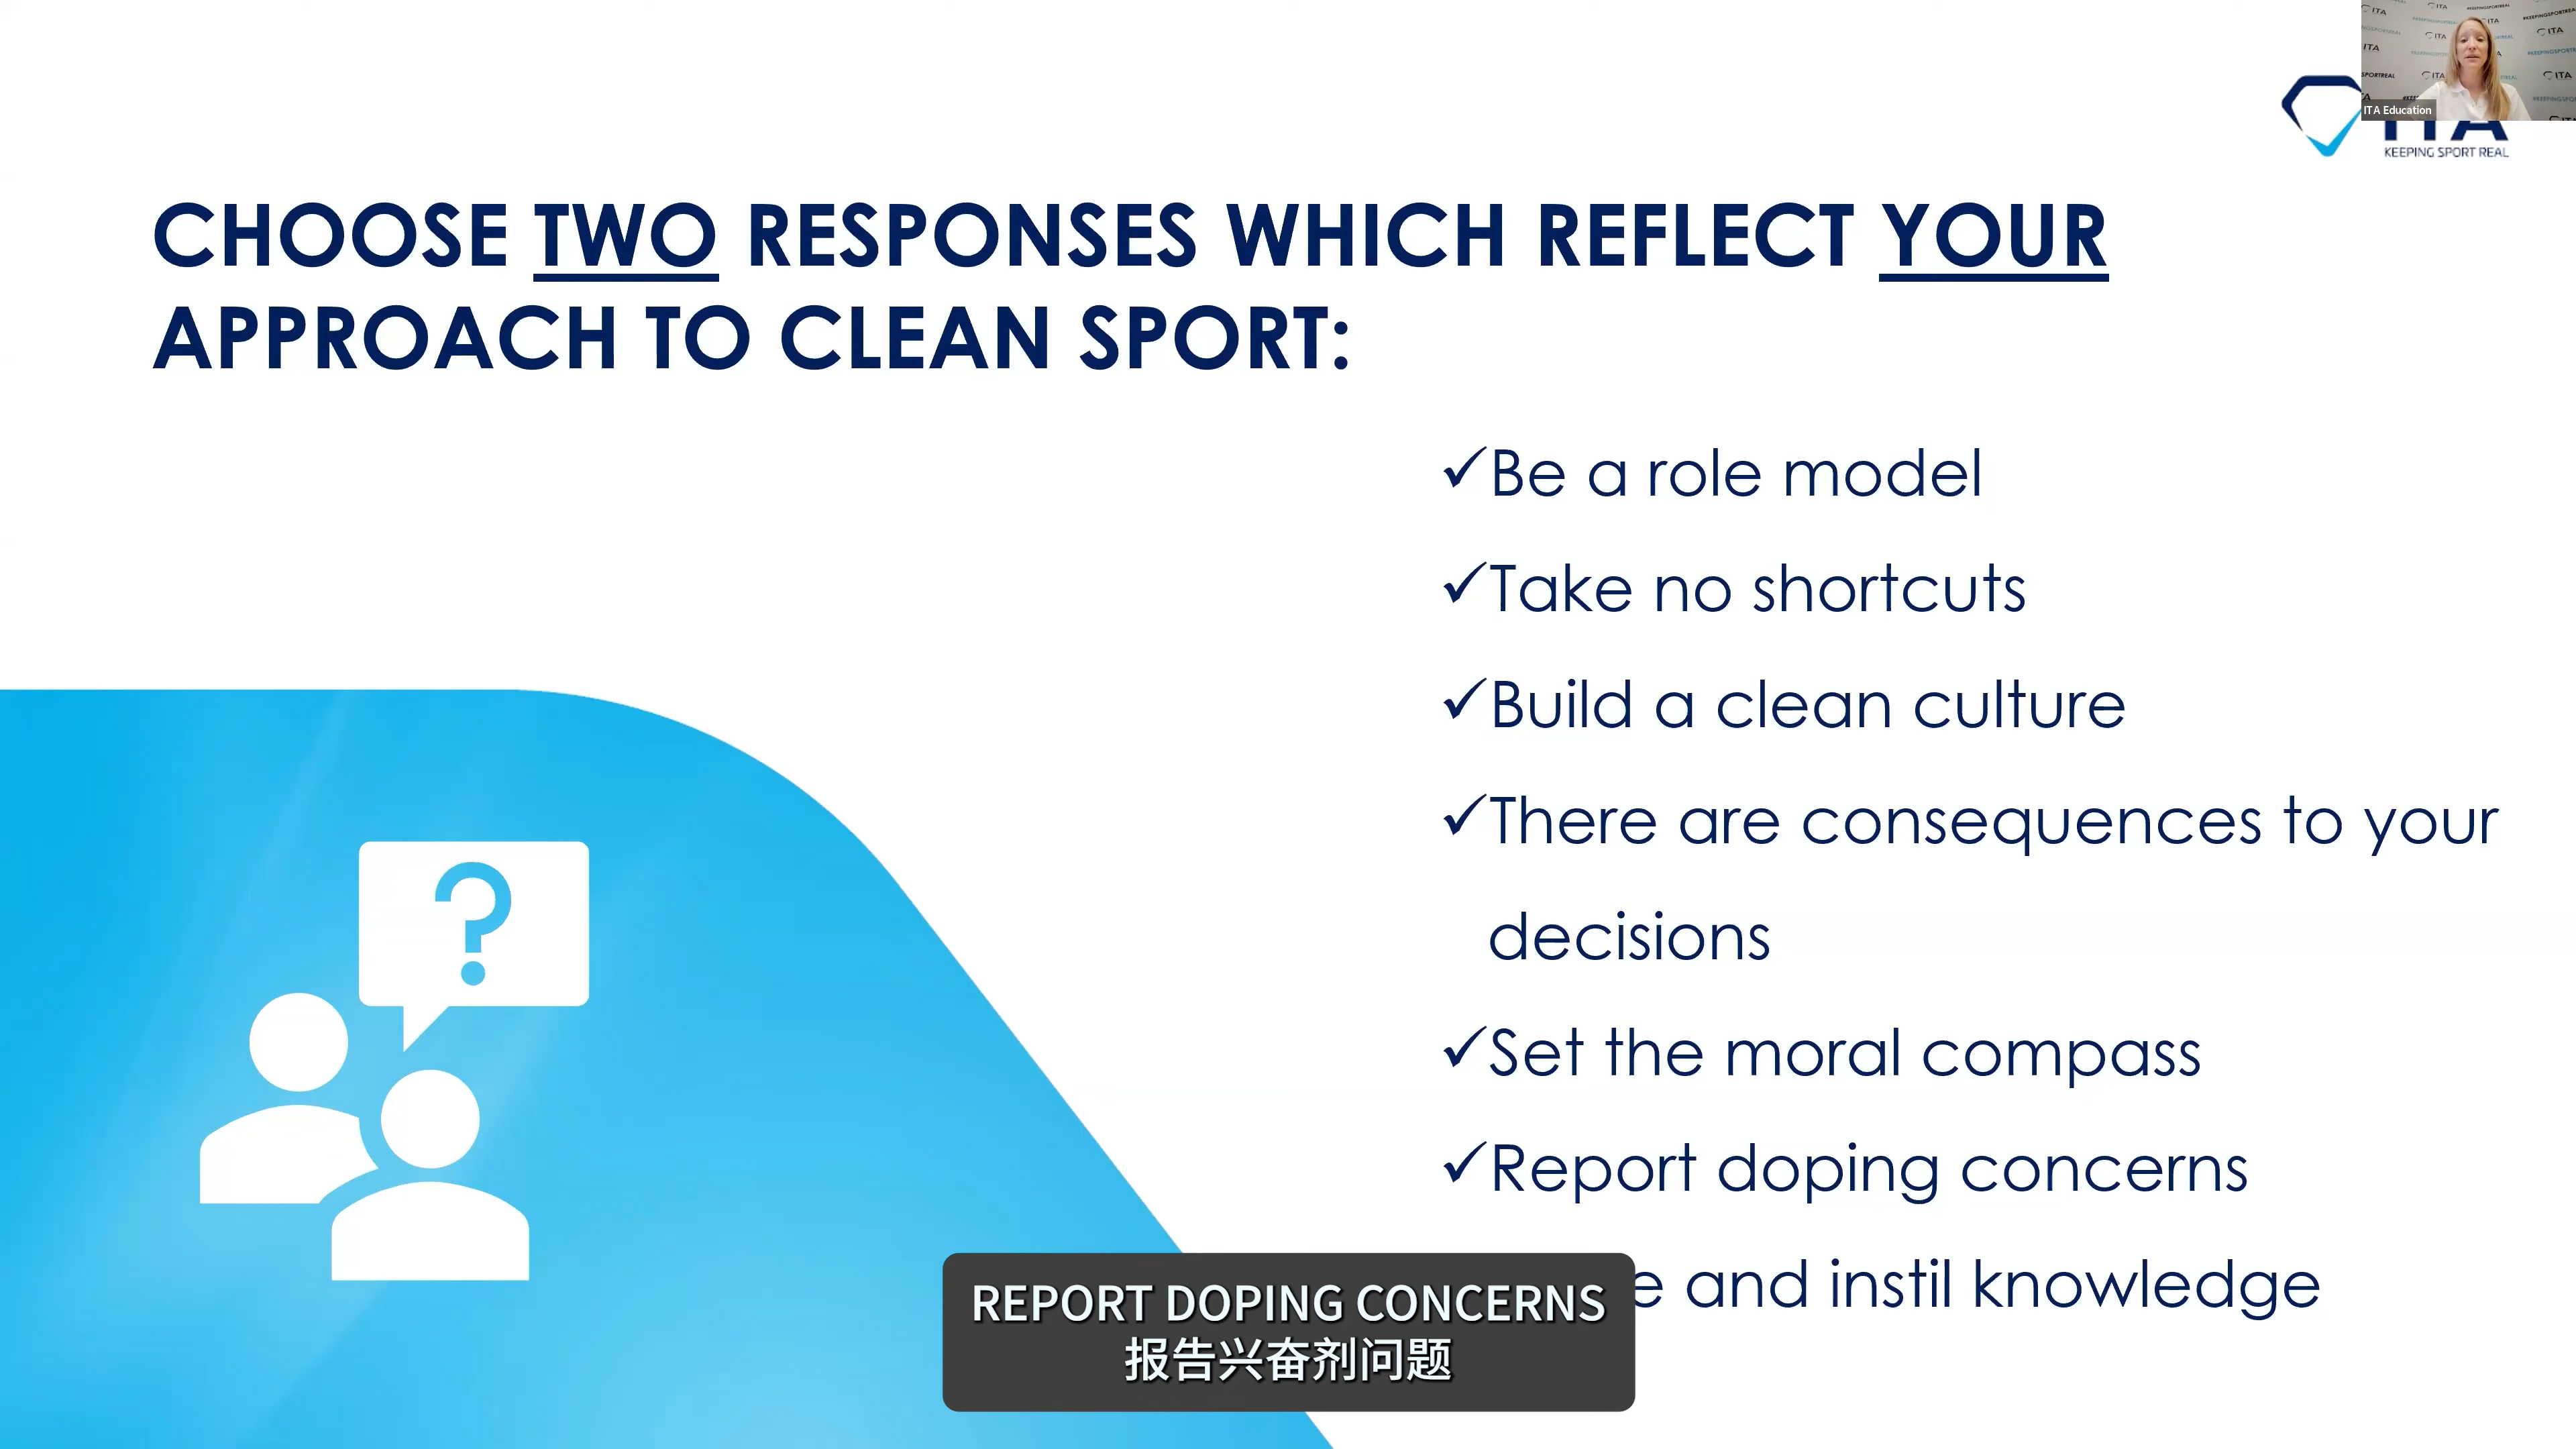 ITA Education
KEEPING SPORT REAL
CHOOSE TWO RESPONSES WHICH REFLECT YOUR
APPROACH TO CLEAN SPORT:
✓Be a role model
✓Take no shortcuts
✓Build a clean culture
✓There are consequences to your
decisions
✓Set the moral compass
✓Report doping concerns
and instil knowledge
?
REPORT DOPING CONCERNS
报告兴奋剂问题